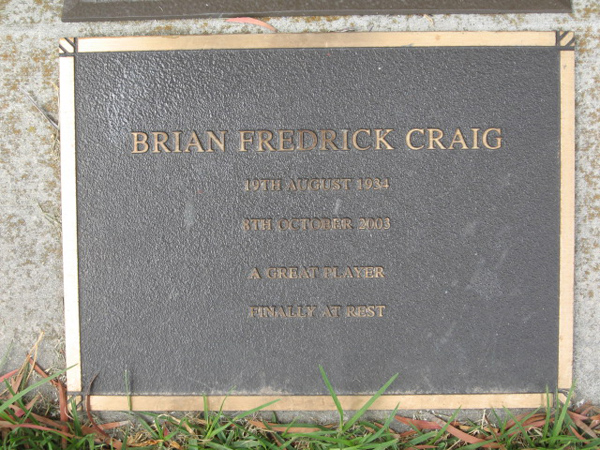 BRIAN FREDRICK CRAIG
19TH AUGUST 1934
8TH OCTOBER 2003
A GREAT PLAYER
FINALLY AT REST